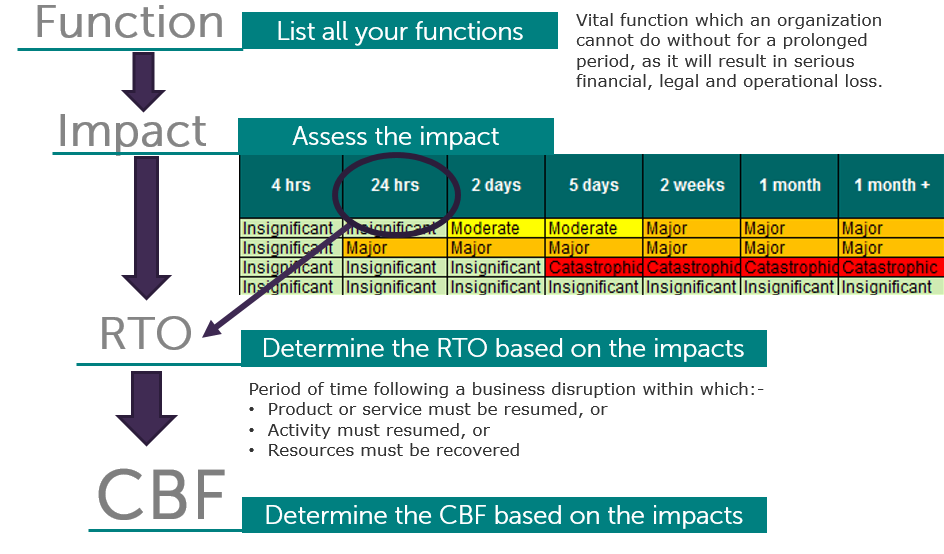 Function
List all your functions
Vital function which an organization
cannot do without for a prolonged
period, as it will result in serious
financial, legal and operational loss.
Impact
Assess the impact
4 hrs 24 hrs 2 days 5 days 2 weeks 1 month 1 month +
Insignificant Insignificant Moderate Moderate Major Major Major
Insignificant Major Major Major Major Major Major
Insignificant Insignificant Insignificant Catastrophic Catastrophic Catastrophic Catastrophic
Insignificant Insignificant Insignificant Insignificant Insignificant Insignificant Insignificant
RTO
Determine the RTO based on the impacts
Period of time following a business disruption within which:-
• Product or service must be resumed, or
• Activity must resumed, or
• Resources must be recovered
CBF
Determine the CBF based on the impacts